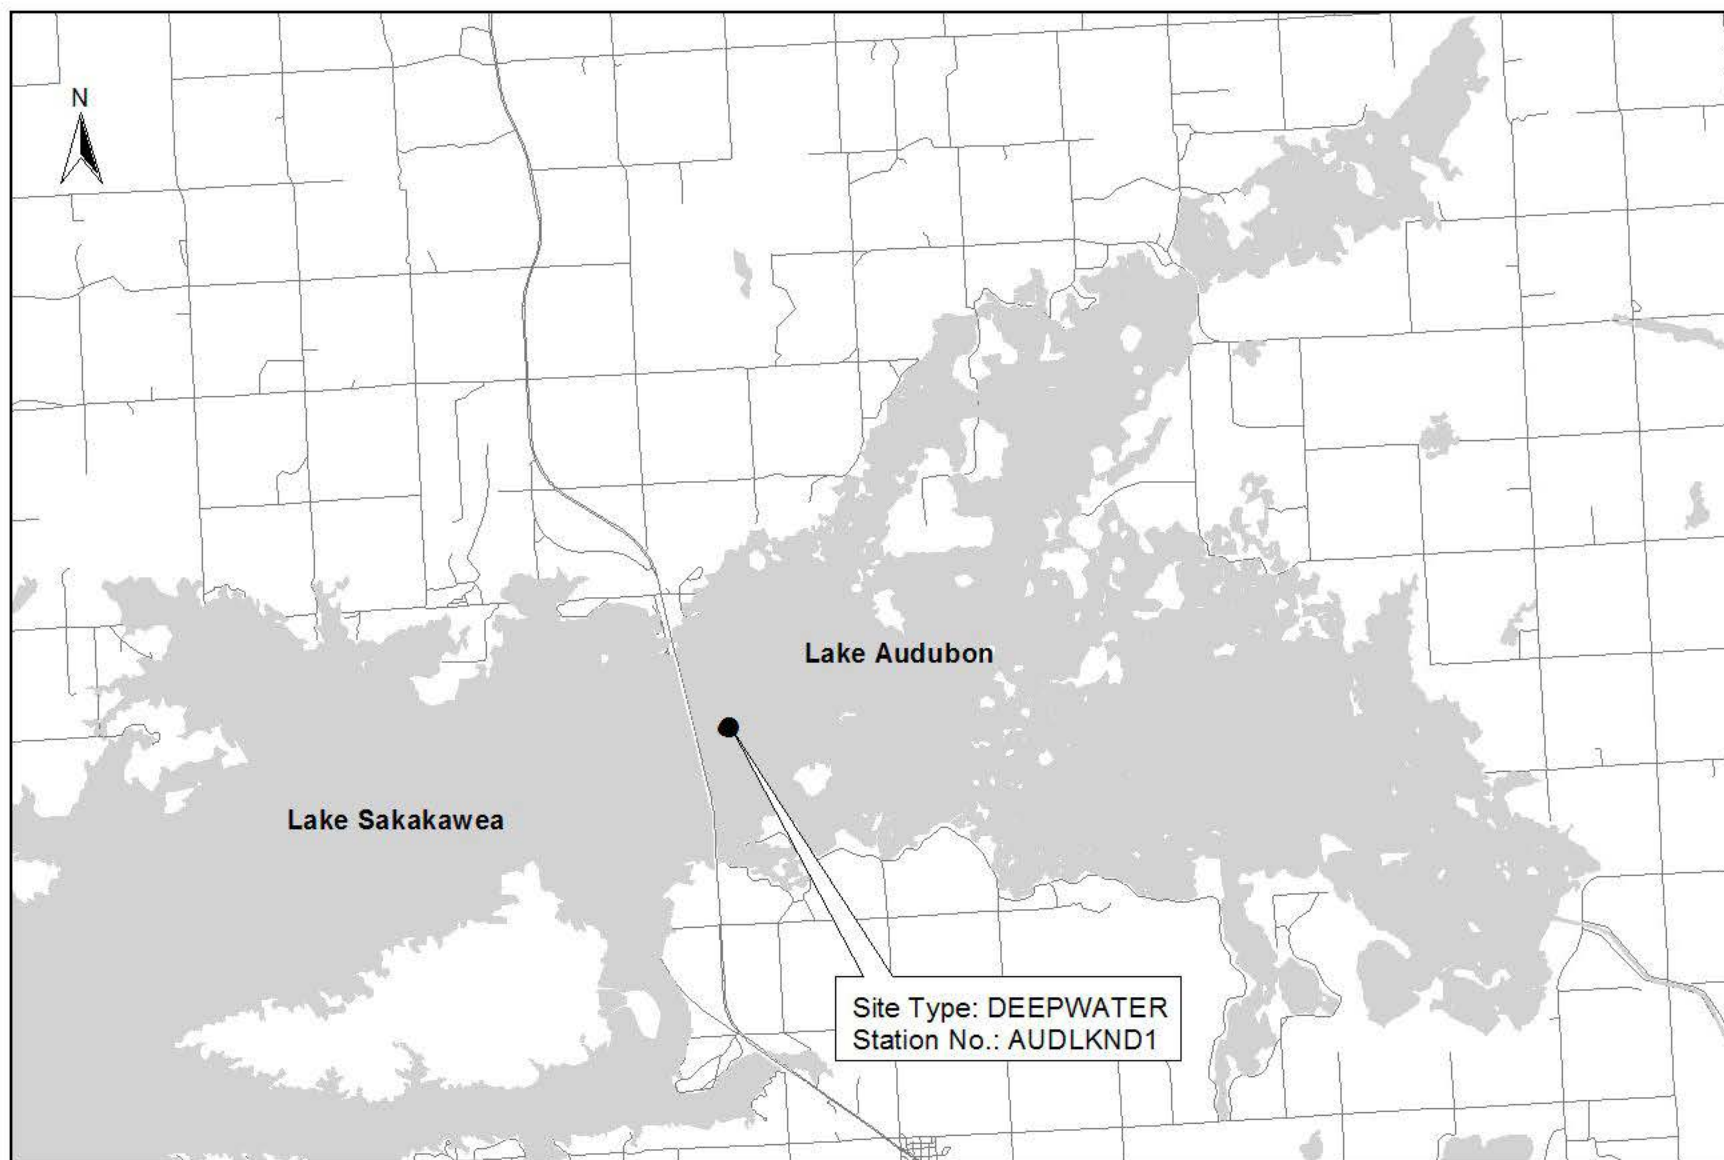 N
Lake Audubon
Lake Sakakawea
Site Type: DEEPWATER
Station No.: AUDLKND1